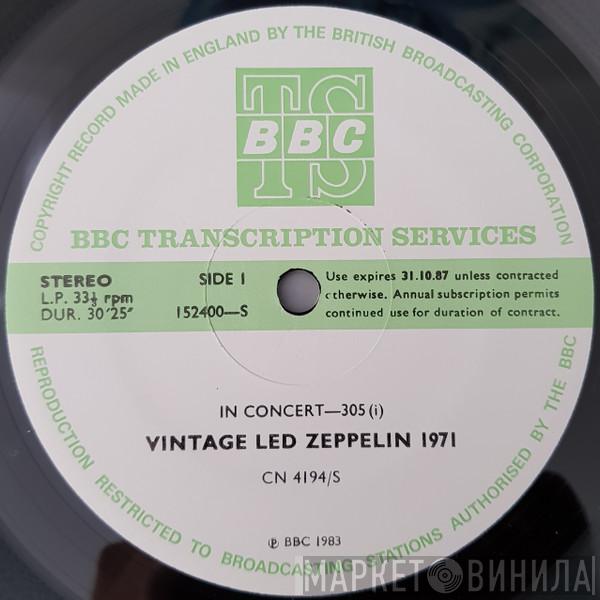 COPYRIGHT RECORD MADE IN ENGLAND BY THE BRITISH BROADCASTING CORPORATION
TS
BBC
BBC TRANSCRIPTION SERVICES
STEREO
L.P. 33⅓ rpm
DUR. 30'25"
SIDE 1
152400—S
Use expires 31.10.87 unless contracted
otherwise. Annual subscription permits
continued use for duration of contract.
IN CONCERT—305 (i)
VINTAGE LED ZEPPELIN 1971
CN 4194/S
℗ BBC 1983
REPRODUCTION RESTRICTED TO BROADCASTING STATIONS AUTHORISED BY THE BBC
МАРКЕТ ВИНИЛА